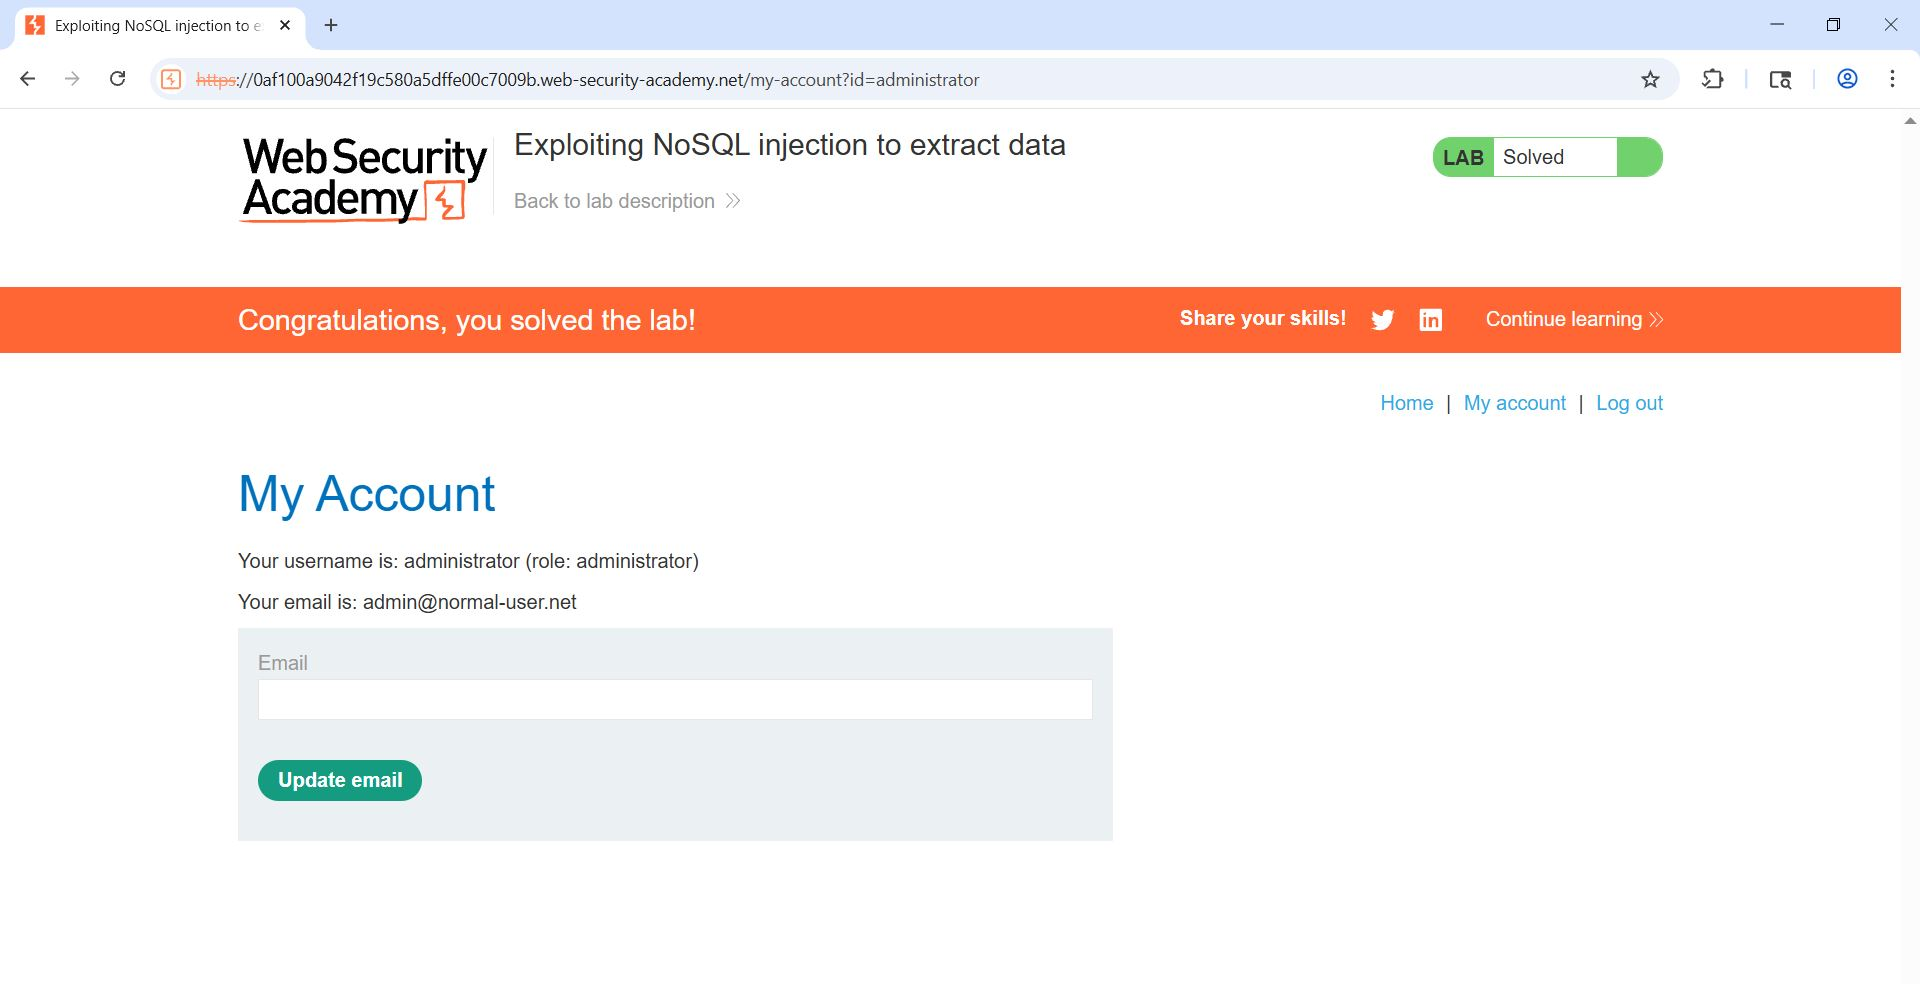 Exploiting NoSQL injection to e
https://0af100a9042f19c580a5dffe00c7009b.web-security-academy.net/my-account?id=administrator
Web Security
Academy
Exploiting NoSQL injection to extract data
Back to lab description
LAB Solved
Congratulations, you solved the lab!
Share your skills!
Continue learning
Home | My account | Log out
My Account
Your username is: administrator (role: administrator)
Your email is: admin@normal-user.net
Email
Update email